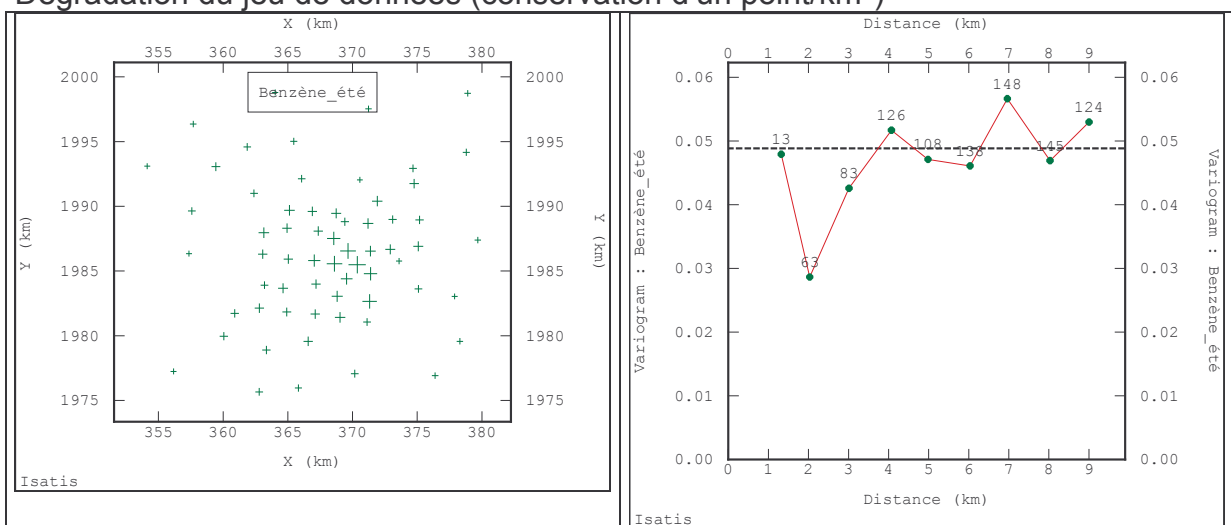 Dégradation du jeu de données (conservation d'un point/km²)
X (km)
355 360 365 370 375 380
2000 2000
Benzène_été
1995 1995
1990 1990
Y (km) Y (km)
1985 1985
1980 1980
1975 1975
355 360 365 370 375 380
X (km)
Isatis
Distance (km)
0 1 2 3 4 5 6 7 8 9
0.06 0.06
148
126 124
0.05 0.05
13 108 138 145
83
0.04 0.04
Variogram : Benzène_été Variogram : Benzène_été
63
0.03 0.03
0.02 0.02
0.01 0.01
0.00 0.00
0 1 2 3 4 5 6 7 8 9
Distance (km)
Isatis